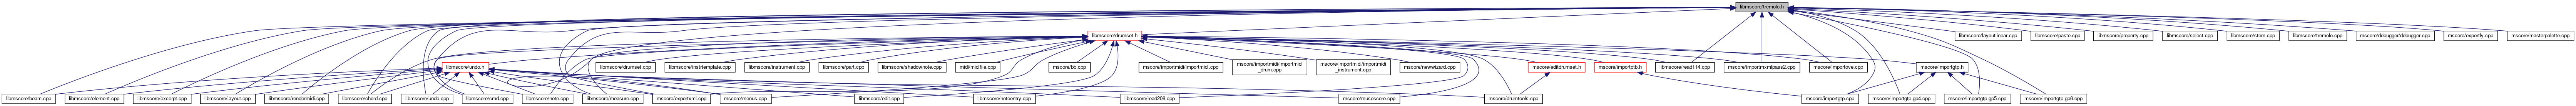 libmscore/tremolo.h
libmscore/drumset.h
libmscore/layoutlinear.cpp
libmscore/paste.cpp
libmscore/property.cpp
libmscore/select.cpp
libmscore/stem.cpp
libmscore/tremolo.cpp
mscore/debugger/debugger.cpp
mscore/exportly.cpp
mscore/masterpalette.cpp
libmscore/undo.h
libmscore/drumset.cpp
libmscore/instrtemplate.cpp
libmscore/instrument.cpp
libmscore/part.cpp
libmscore/shadownote.cpp
midi/midifile.cpp
mscore/bb.cpp
mscore/importmidi/importmidi.cpp
mscore/importmidi/importmidi
_drum.cpp
mscore/importmidi/importmidi
_instrument.cpp
mscore/newwizard.cpp
mscore/editdrumset.h
mscore/importptb.h
libmscore/read114.cpp
mscore/importmxmlpass2.cpp
mscore/importove.cpp
mscore/importgtp.h
libmscore/beam.cpp
libmscore/element.cpp
libmscore/excerpt.cpp
libmscore/layout.cpp
libmscore/rendermidi.cpp
libmscore/chord.cpp
libmscore/undo.cpp
libmscore/cmd.cpp
libmscore/note.cpp
libmscore/measure.cpp
mscore/exportxml.cpp
mscore/menus.cpp
libmscore/edit.cpp
libmscore/noteentry.cpp
libmscore/read206.cpp
mscore/musescore.cpp
mscore/drumtools.cpp
mscore/importgtp.cpp
mscore/importgtp-gp4.cpp
mscore/importgtp-gp5.cpp
mscore/importgtp-gp6.cpp